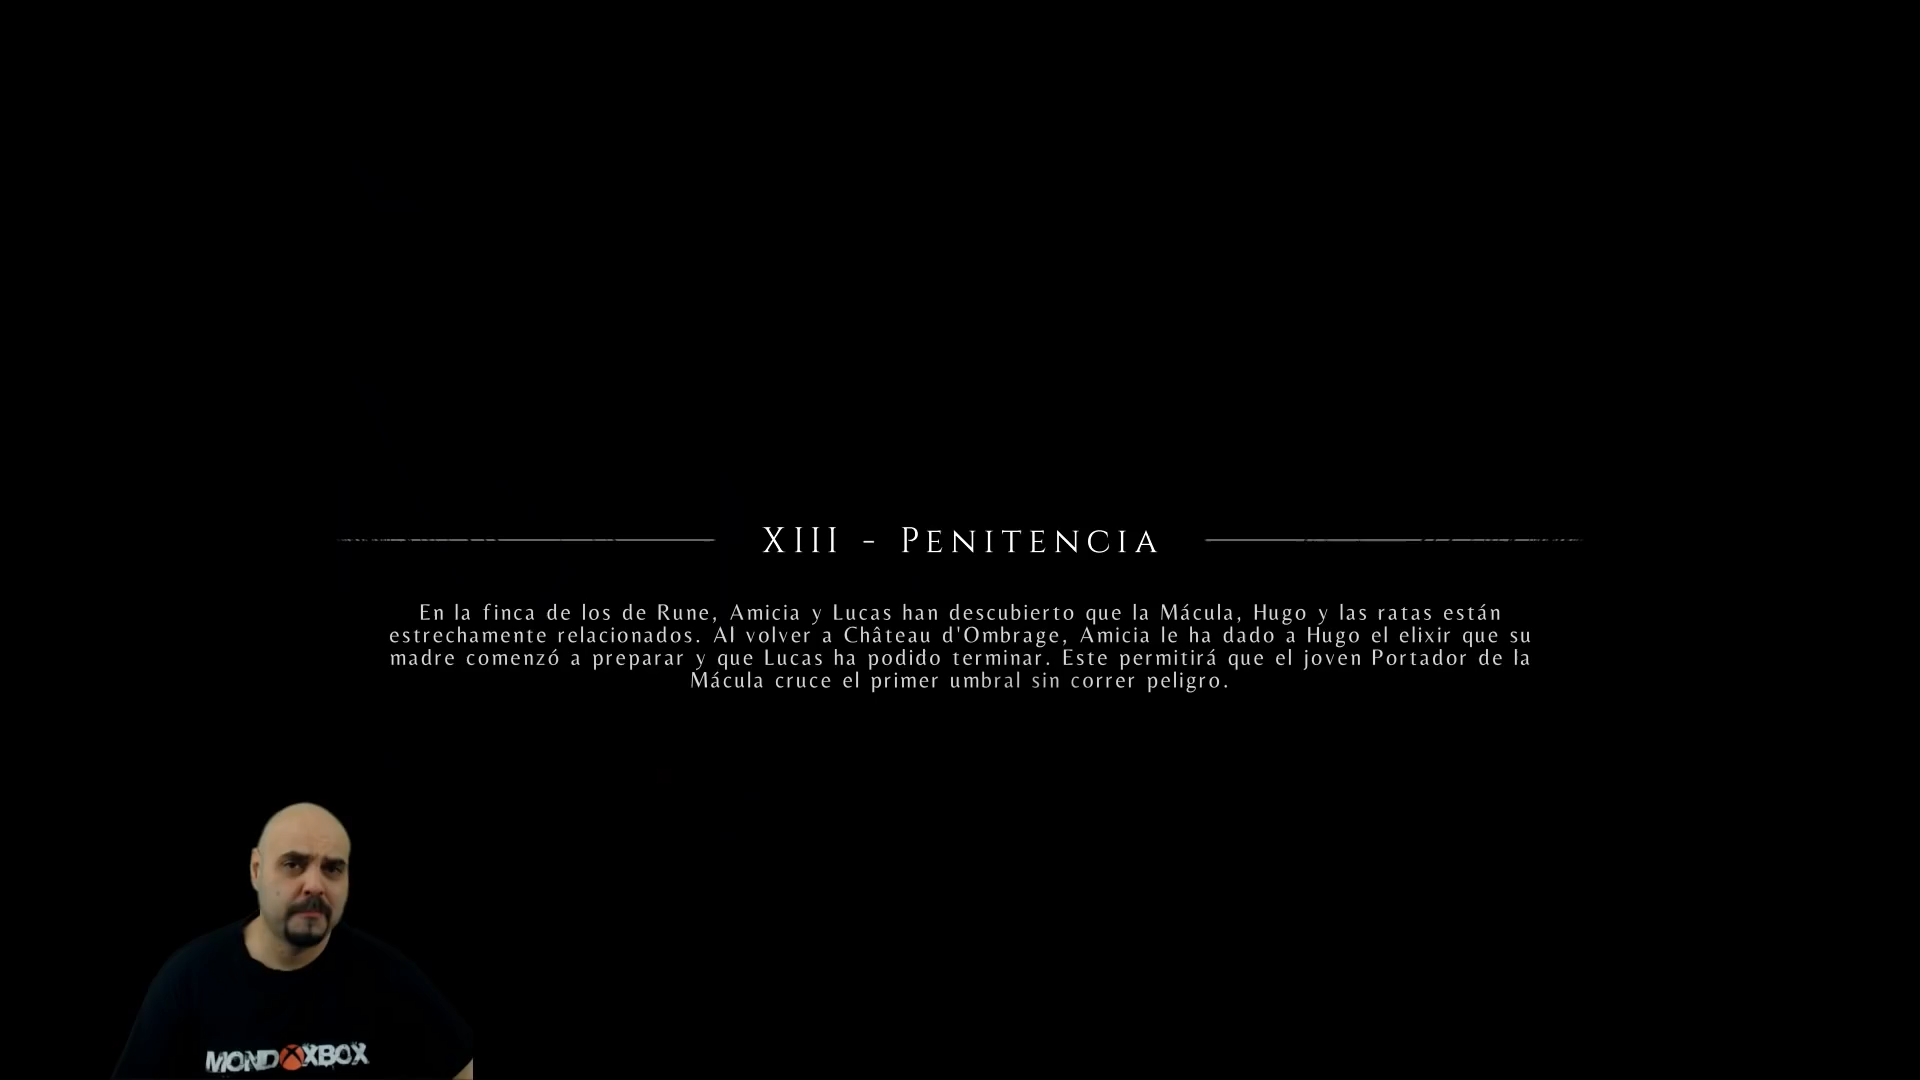 XIII - Penitencia
En la finca de los de Rune, Amicia y Lucas han descubierto que la Mácula, Hugo y las ratas están
estrechamente relacionados. Al volver a Château d'Ombrage, Amicia le ha dado a Hugo el elixir que su
madre comenzó a preparar y que Lucas ha podido terminar. Este permitirá que el joven Portador de la
Mácula cruce el primer umbral sin correr peligro.
MONDOXBOX